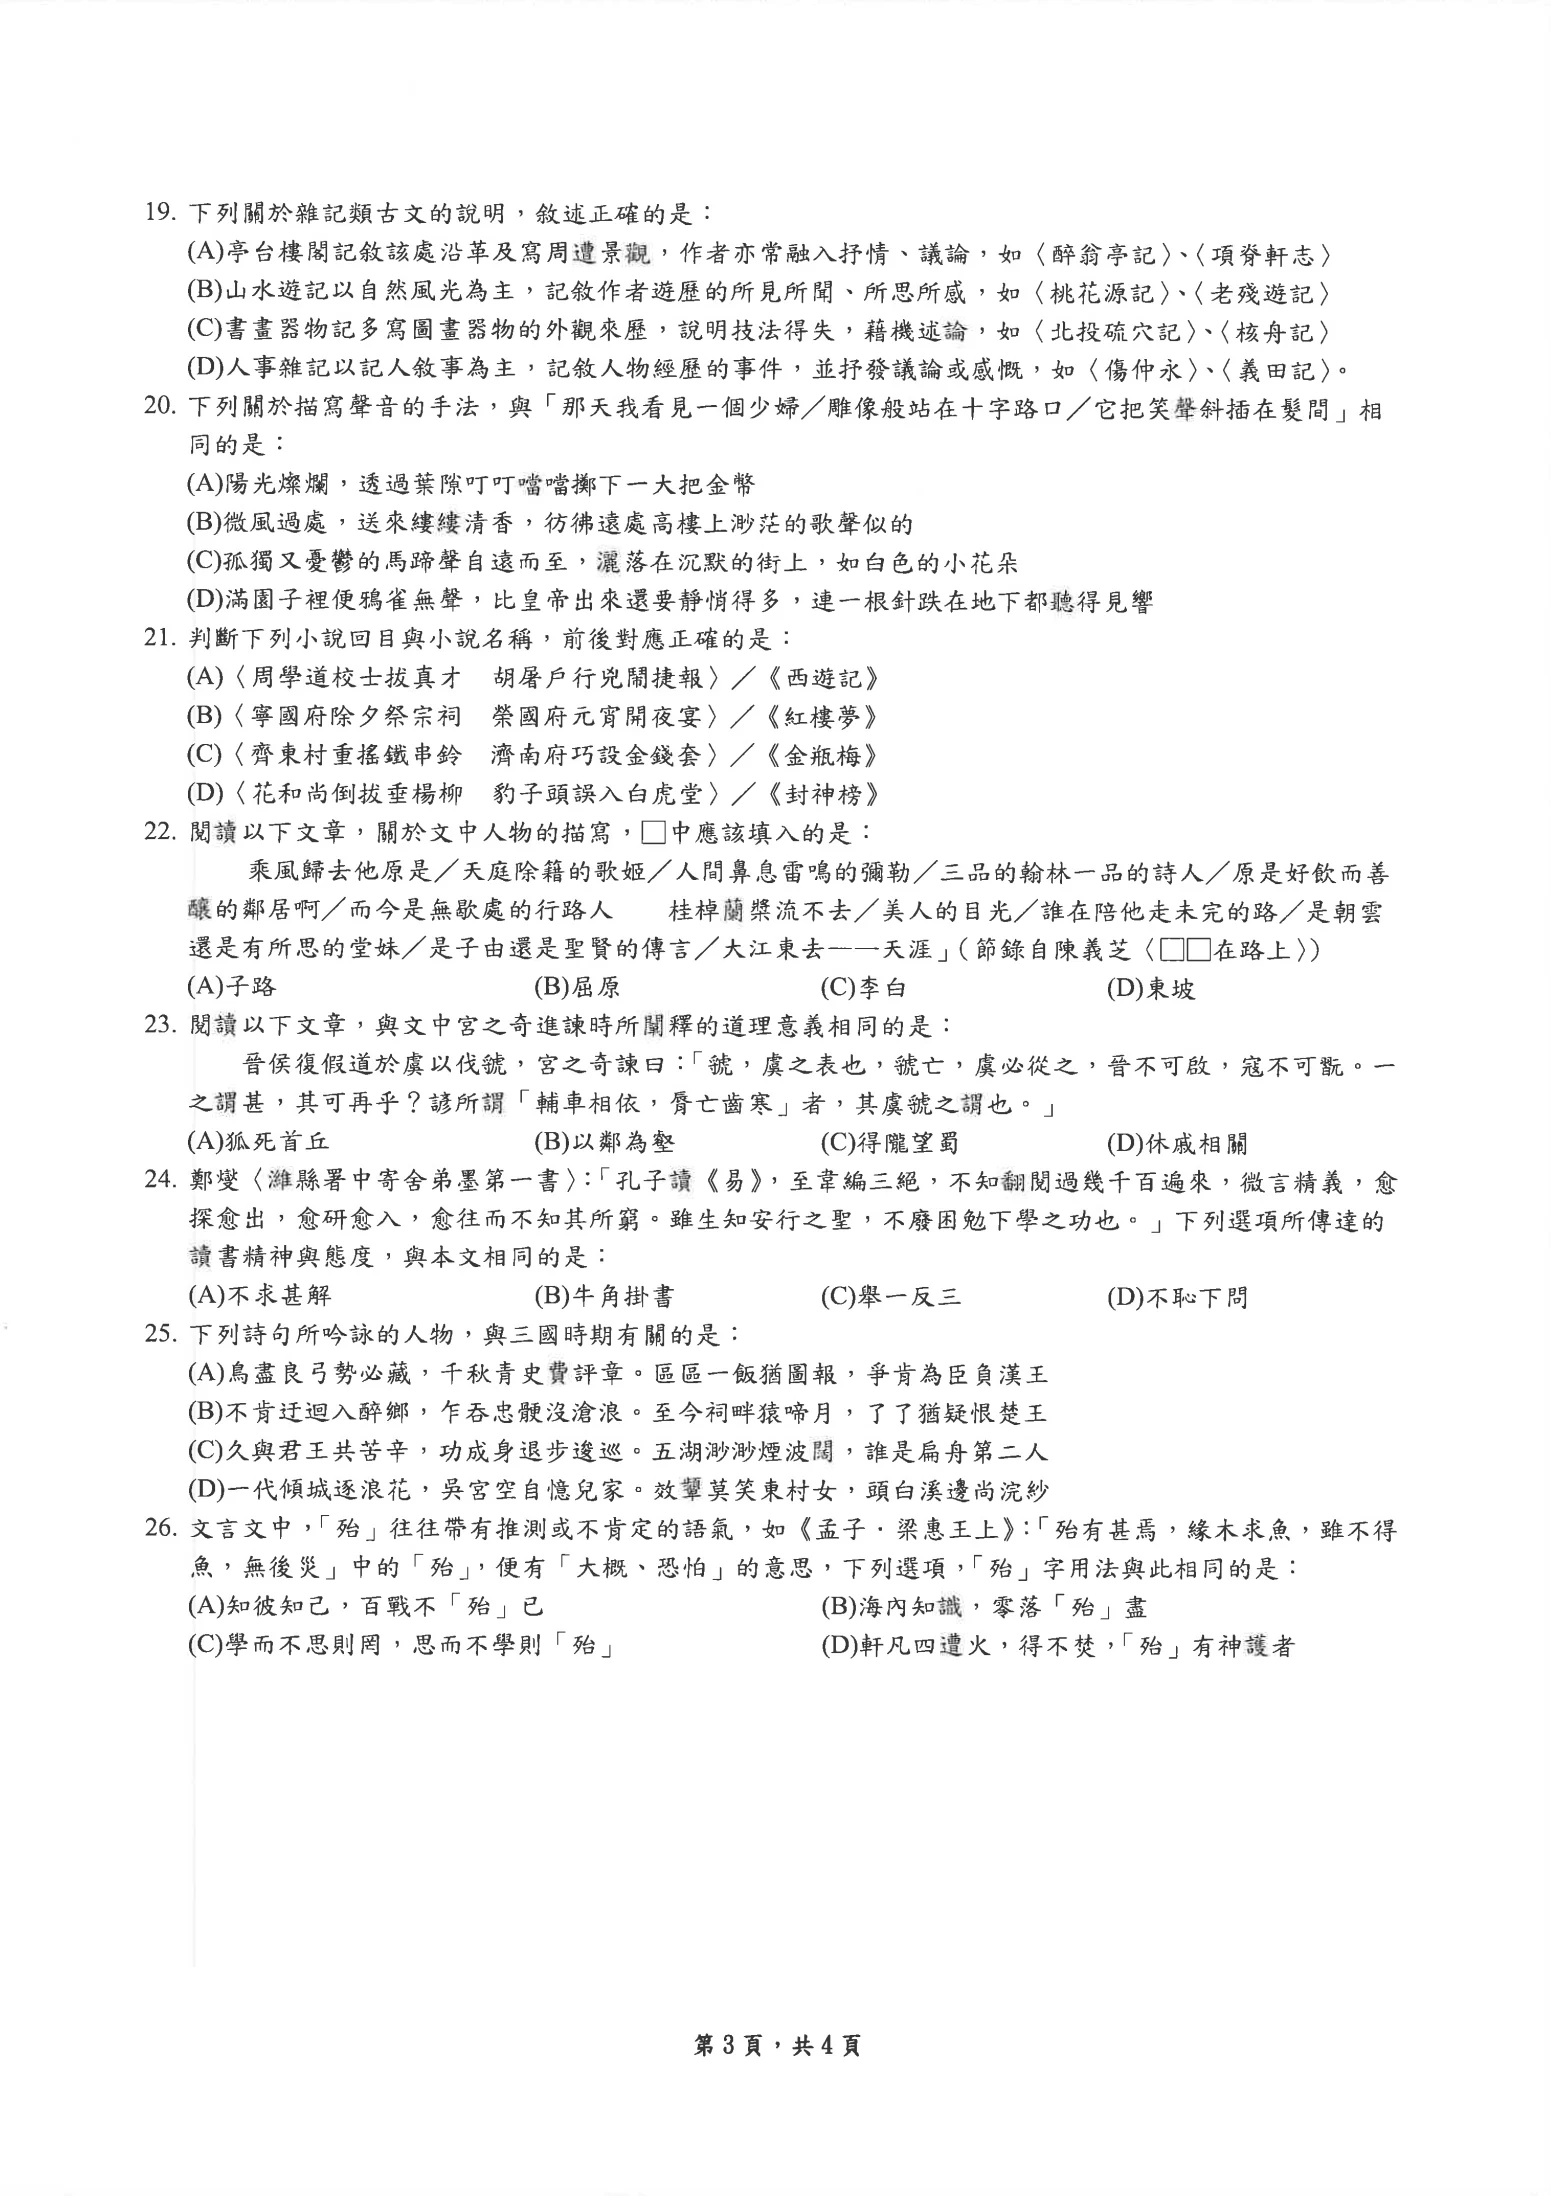 19. 下列關於雜記類古文的說明，敘述正確的是：
(A)亭台樓閣記敘該處沿革及寫周遭景觀，作者亦常融入抒情、議論，如〈醉翁亭記〉、〈項脊軒志〉
(B)山水遊記以自然風光為主，記敘作者遊歷的所見所聞、所思所感，如〈桃花源記〉、〈老殘遊記〉
(C)書畫器物記多寫圖畫器物的外觀來歷，說明技法得失，藉機述論，如〈北投硫穴記〉、〈核舟記〉
(D)人事雜記以記人敘事為主，記敘人物經歷的事件，並抒發議論或感慨，如〈傷仲永〉、〈義田記〉。
20. 下列關於描寫聲音的手法，與「那天我看見一個少婦／雕像般站在十字路口／它把笑聲斜插在髮間」相
同的是：
(A)陽光燦爛，透過葉隙叮叮噹噹擲下一大把金幣
(B)微風過處，送來縷縷清香，彷彿遠處高樓上渺茫的歌聲似的
(C)孤獨又憂鬱的馬蹄聲自遠而至，灑落在沉默的街上，如白色的小花朵
(D)滿園子裡便鴉雀無聲，比皇帝出來還要靜悄得多，連一根針跌在地下都聽得見響
21. 判斷下列小說回目與小說名稱，前後對應正確的是：
(A)〈周學道校士拔真才　胡屠戶行兇鬧捷報〉／《西遊記》
(B)〈寧國府除夕祭宗祠　榮國府元宵開夜宴〉／《紅樓夢》
(C)〈齊東村重搖鐵串鈴　濟南府巧設金錢套〉／《金瓶梅》
(D)〈花和尚倒拔垂楊柳　豹子頭誤入白虎堂〉／《封神榜》
22. 閱讀以下文章，關於文中人物的描寫，□中應該填入的是：
乘風歸去他原是／天庭除籍的歌姬／人間鼻息雷鳴的彌勒／三品的翰林一品的詩人／原是好飲而善
釀的鄰居啊／而今是無歇處的行路人　　桂棹蘭槳流不去／美人的目光／誰在陪他走未完的路／是朝雲
還是有所思的堂妹／是子由還是聖賢的傳言／大江東去一一天涯」（節錄自陳義芝〈□□在路上〉）
(A)子路 (B)屈原 (C)李白 (D)東坡
23. 閱讀以下文章，與文中宮之奇進諫時所闡釋的道理意義相同的是：
晉侯復假道於虞以伐虢，宮之奇諫曰：「虢，虞之表也，虢亡，虞必從之，晉不可啟，寇不可翫。一
之謂甚，其可再乎？諺所謂「輔車相依，脣亡齒寒」者，其虞虢之謂也。」
(A)狐死首丘 (B)以鄰為壑 (C)得隴望蜀 (D)休戚相關
24. 鄭燮〈濰縣署中寄舍弟墨第一書〉：「孔子讀《易》，至韋編三絕，不知翻閱過幾千百遍來，微言精義，愈
探愈出，愈研愈入，愈往而不知其所窮。雖生知安行之聖，不廢困勉下學之功也。」下列選項所傳達的
讀書精神與態度，與本文相同的是：
(A)不求甚解 (B)牛角掛書 (C)舉一反三 (D)不恥下問
25. 下列詩句所吟詠的人物，與三國時期有關的是：
(A)鳥盡良弓勢必藏，千秋青史費評章。區區一飯猶圖報，爭肯為臣負漢王
(B)不肯迂迴入醉鄉，乍吞忠骾沒滄浪。至今祠畔猿啼月，了了猶疑恨楚王
(C)久與君王共苦辛，功成身退步逡巡。五湖渺渺煙波闊，誰是扁舟第二人
(D)一代傾城逐浪花，吳宮空自憶兒家。效顰莫笑東村女，頭白溪邊尚浣紗
26. 文言文中，「殆」往往帶有推測或不肯定的語氣，如《孟子．梁惠王上》：「殆有甚焉，緣木求魚，雖不得
魚，無後災」中的「殆」，便有「大概、恐怕」的意思，下列選項，「殆」字用法與此相同的是：
(A)知彼知己，百戰不「殆」已 (B)海內知識，零落「殆」盡
(C)學而不思則罔，思而不學則「殆」 (D)軒凡四遭火，得不焚，「殆」有神護者
第 3 頁，共 4 頁